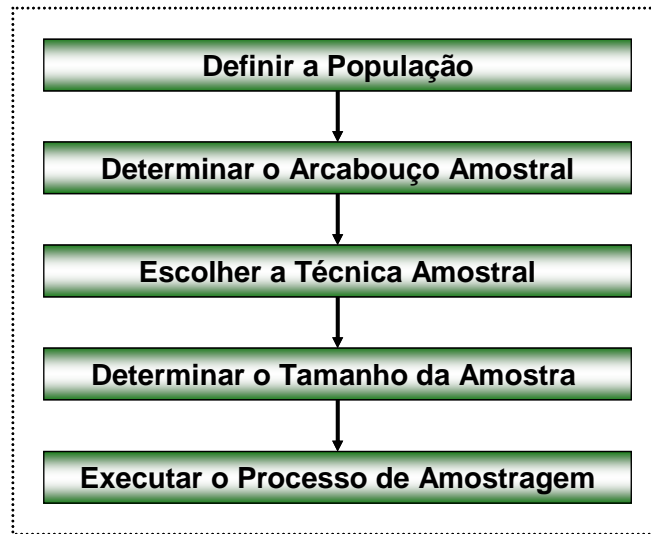 Definir a População
Determinar o Arcabouço Amostral
Escolher a Técnica Amostral
Determinar o Tamanho da Amostra
Executar o Processo de Amostragem